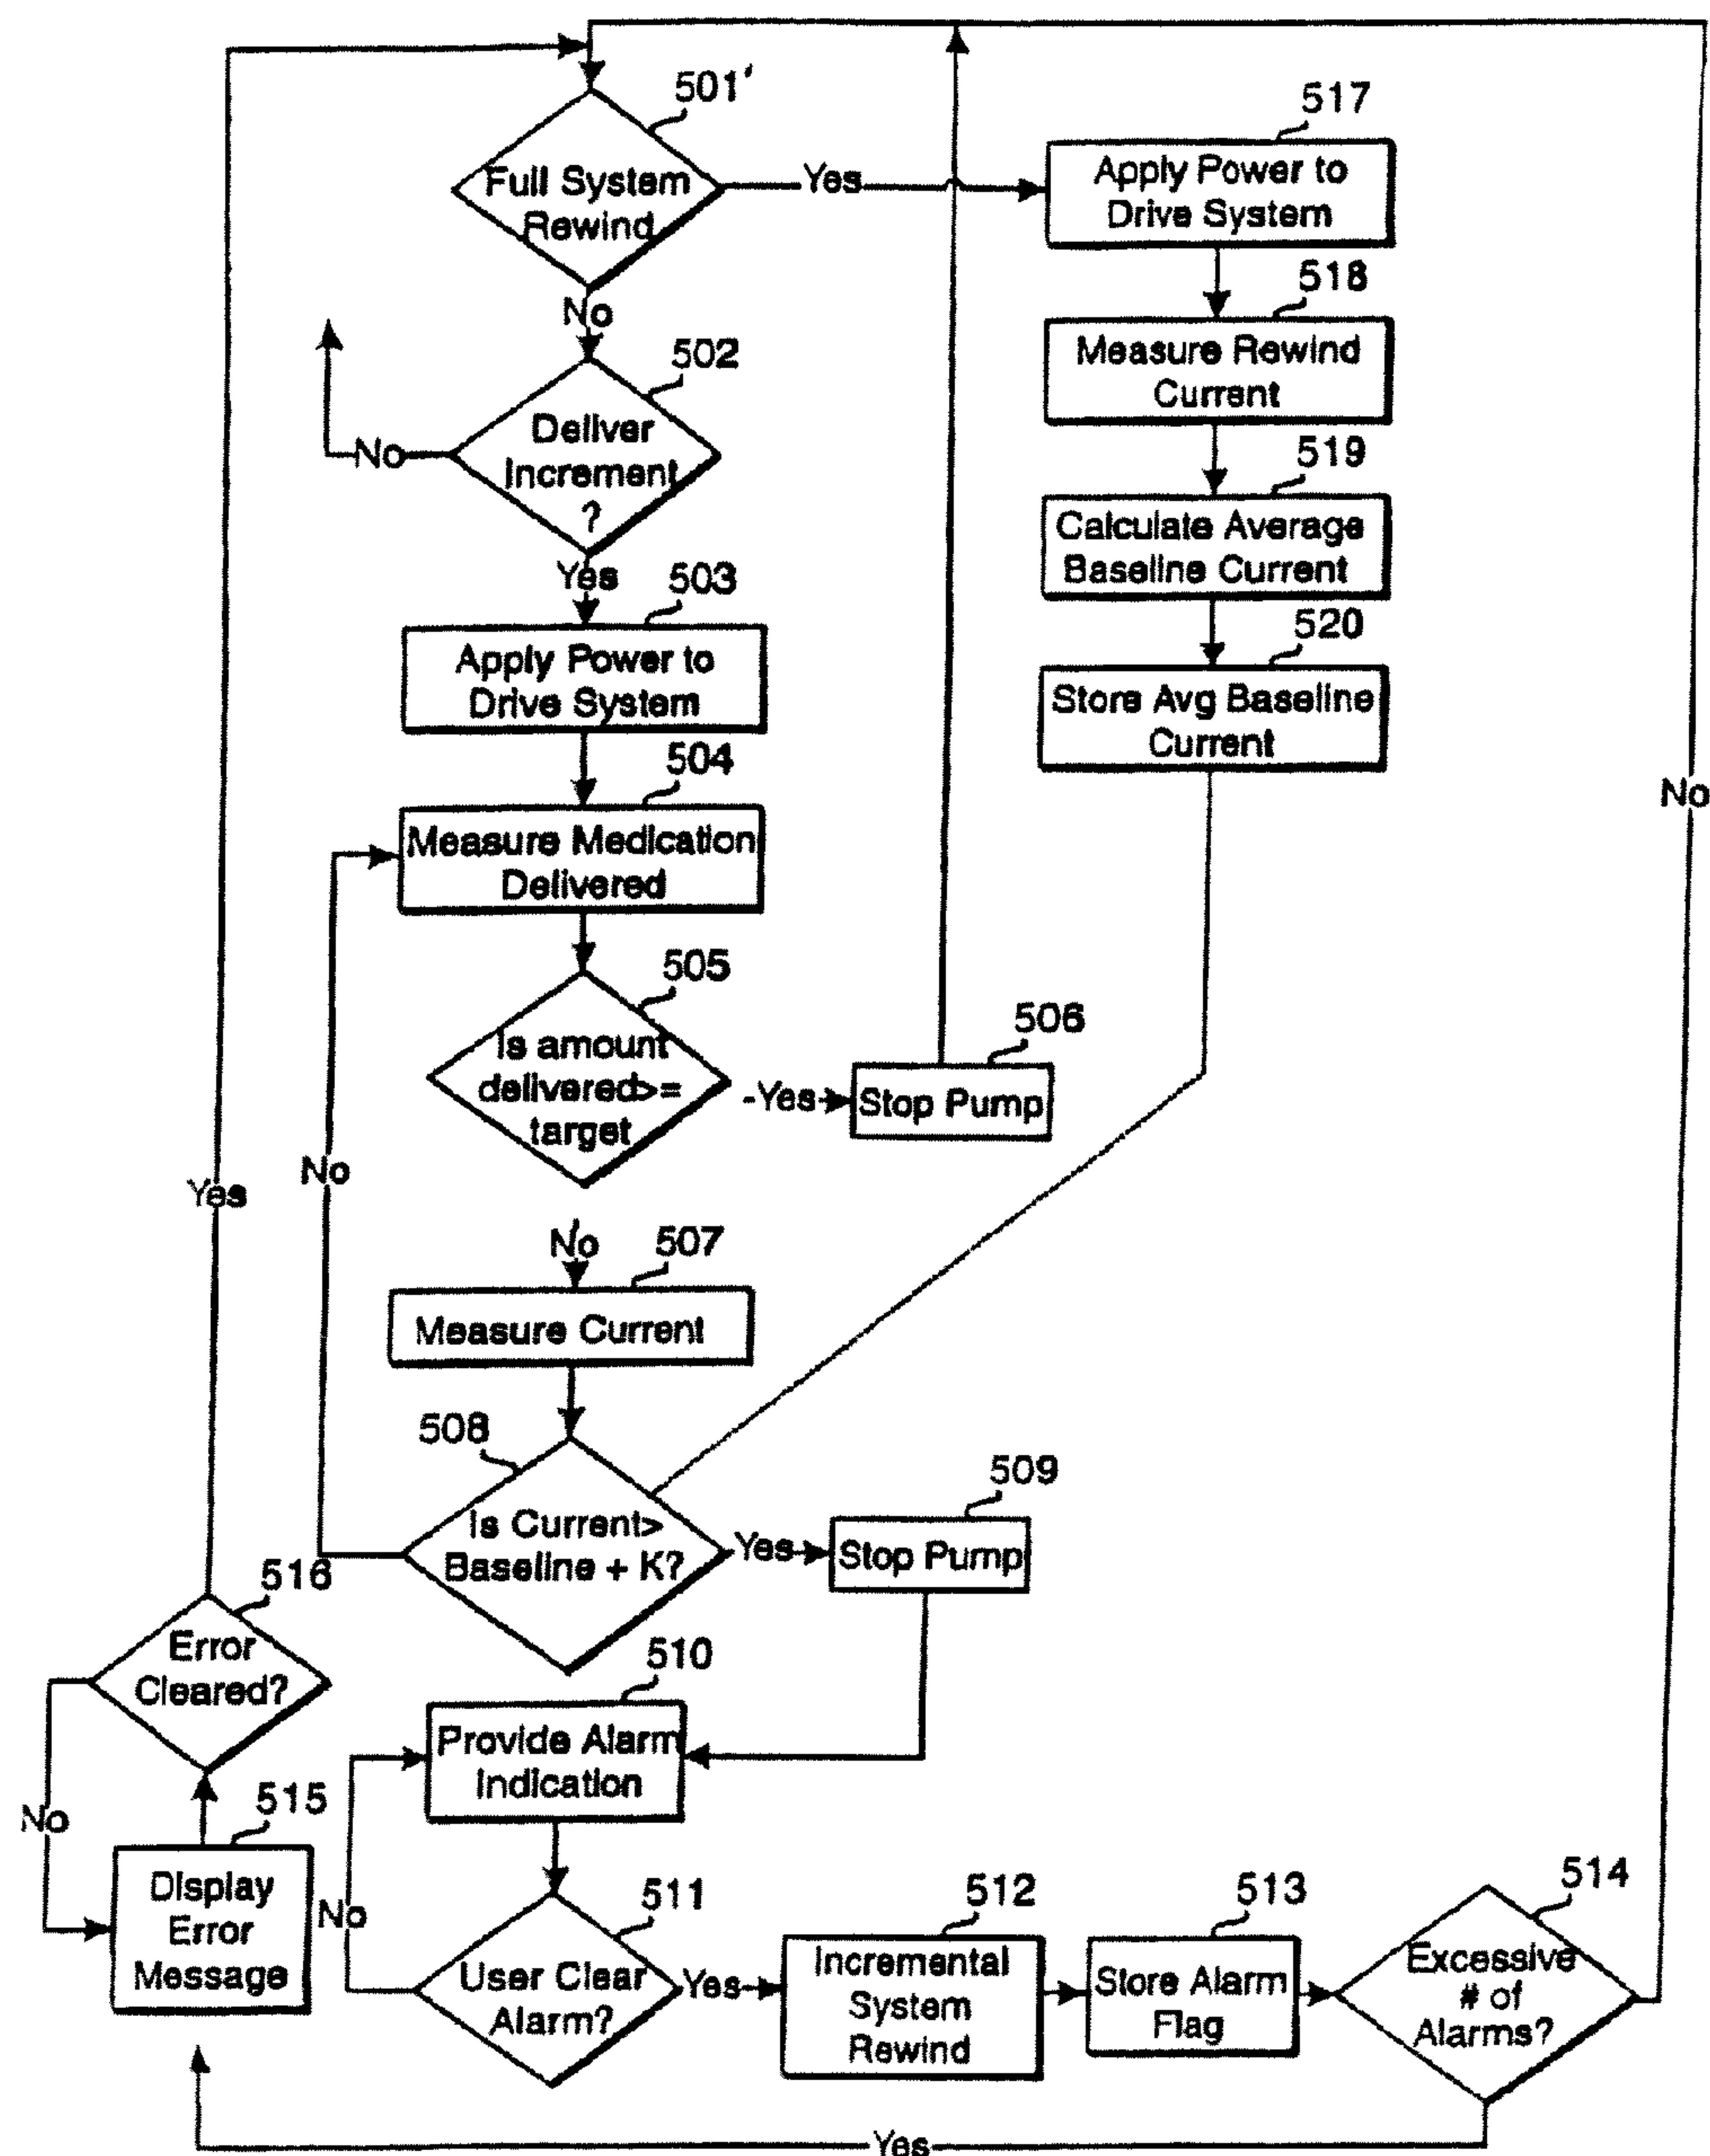 501'
Full System
Rewind
Yes
517
Apply Power to
Drive System
No
518
Measure Rewind
Current
502
Deliver
Increment
?
No
519
Calculate Average
Baseline Current
Yes
503
Apply Power to
Drive System
520
Store Avg Baseline
Current
504
Measure Medication
Delivered
No
505
Is amount
delivered>=
target
-Yes
506
Stop Pump
No
Yes
No
507
Measure Current
508
Is Current>
Baseline + K?
Yes
509
Stop Pump
516
Error
Cleared?
No
510
Provide Alarm
Indication
515
Display
Error
Message
No
511
User Clear
Alarm?
Yes
512
Incremental
System
Rewind
513
Store Alarm
Flag
514
Excessive
# of
Alarms?
Yes